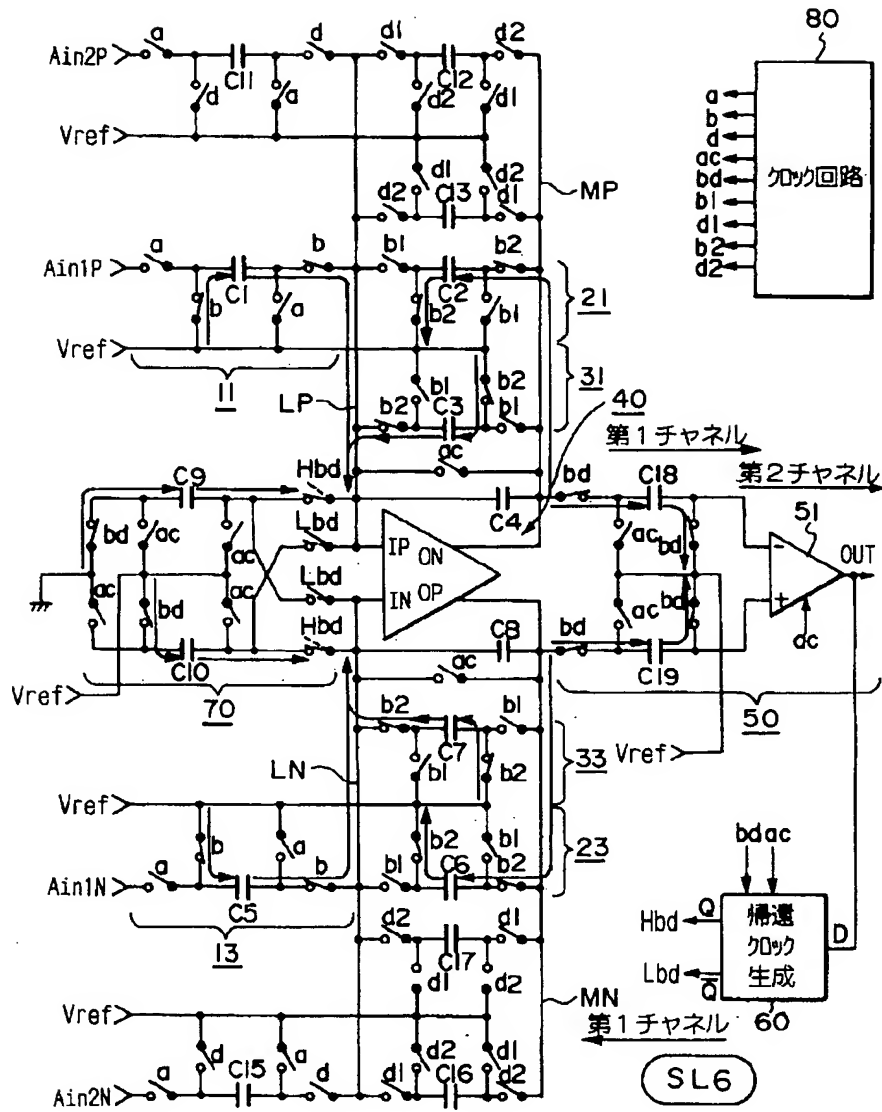 Ain2P a C11 d d1 C12 d2
d a d2 d1
Vref
d1 d2
d2 C13 d1 MP
Ain1P a C1 b b1 C2 b2
b a b2 b1 21
Vref
11 b1 b2 31
LP b2 C3 b1 40
ac 第1チャネル
C9 Hbd C4 bd C18 第2チャネル
bd ac ac Lbd IP ON ac bd 51 OUT
ac bd ac Lbd IN OP ac bd ac
C10 Hbd C8 bd C19
Vref 70 ac 50
b2 C7 b1
LN b1 b2 33 Vref
Vref
b a b2 b1 23
Ain1N a C5 b b1 C6 b2
13 d2 C17 d1
d1 d2
Vref MN 第1チャネル
d a d2 d1
Ain2N a C15 d d1 C16 d2
80
a
b
d
ac
bd
b1
d1
b2
d2
クロック回路
bd ac
Hbd Q 帰還 D
クロック
Lbd Q̅ 生成
60
SL6